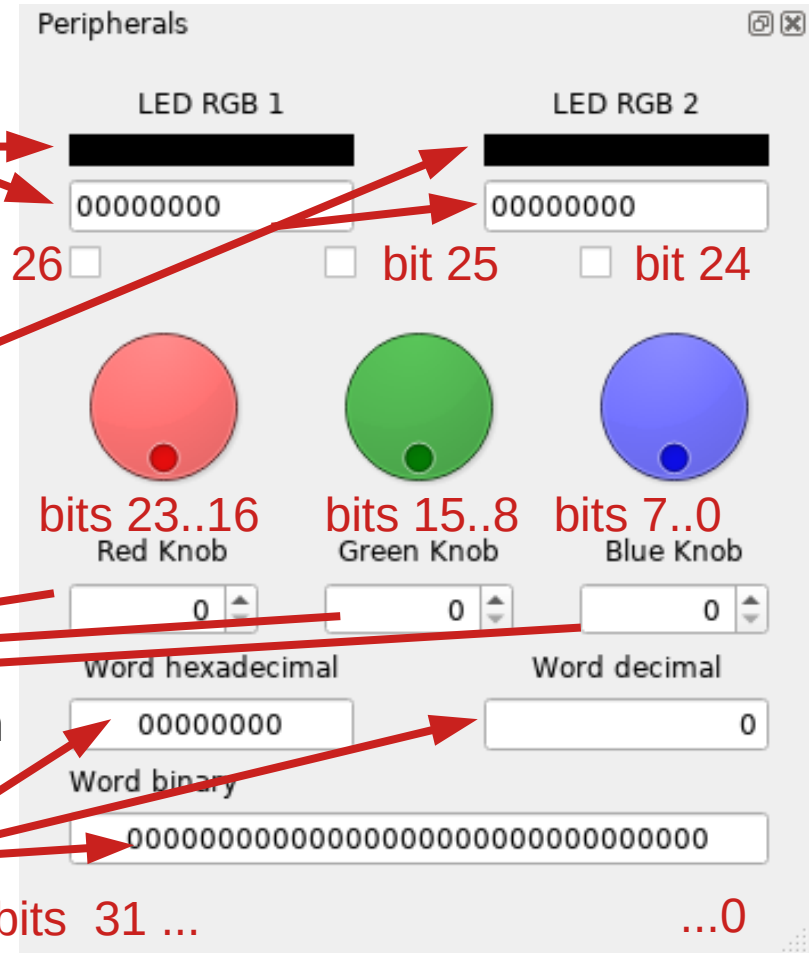 Peripherals
LED RGB 1 LED RGB 2
00000000 00000000
26 bit 25 bit 24
bits 23..16 bits 15..8 bits 7..0
Red Knob Green Knob Blue Knob
0 0 0
Word hexadecimal Word decimal
00000000 0
Word binary
00000000000000000000000000000000
bits 31 ... ...0